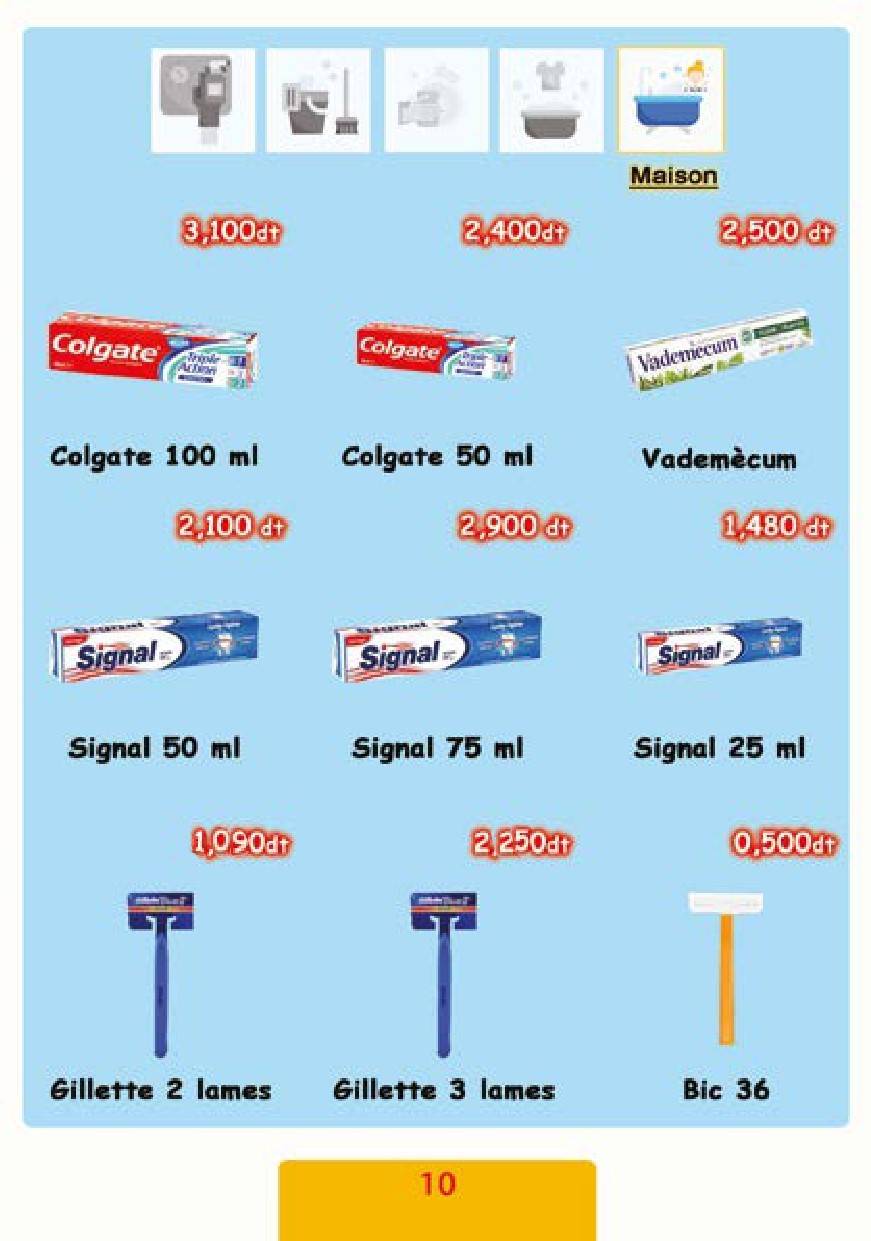 Maison
3,100dt 2,400dt 2,500 dt
Colgate Triple Action Colgate Triple Action Vademecum
Colgate 100 ml Colgate 50 ml Vademècum
2,100 dt 2,900 dt 1,480 dt
Signal Signal Signal
Signal 50 ml Signal 75 ml Signal 25 ml
1,090dt 2,250dt 0,500dt
Gillette 2 lames Gillette 3 lames Bic 36
10